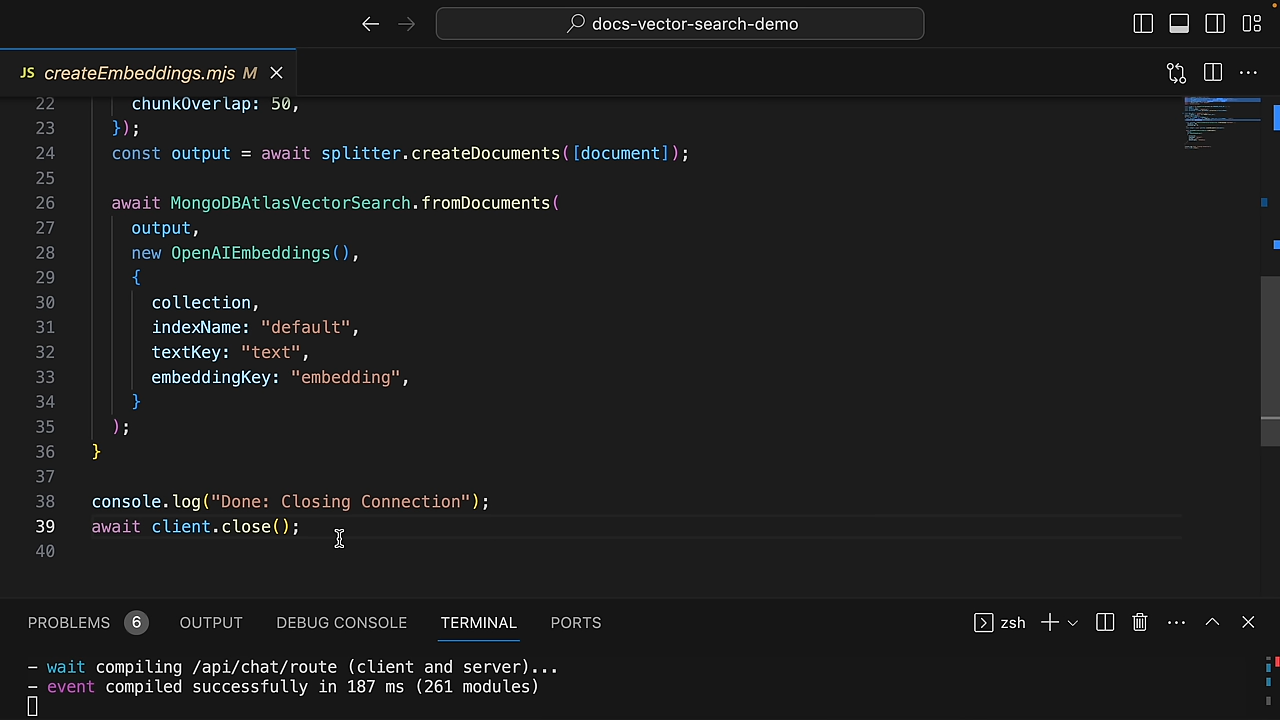 docs-vector-search-demo
JS createEmbeddings.mjs M
22 chunkOverlap: 50,
23 });
24 const output = await splitter.createDocuments([document]);
25
26 await MongoDBAtlasVectorSearch.fromDocuments(
27 output,
28 new OpenAIEmbeddings(),
29 {
30 collection,
31 indexName: "default",
32 textKey: "text",
33 embeddingKey: "embedding",
34 }
35 );
36 }
37
38 console.log("Done: Closing Connection");
39 await client.close();
40
PROBLEMS 6 OUTPUT DEBUG CONSOLE TERMINAL PORTS zsh
- wait compiling /api/chat/route (client and server)...
- event compiled successfully in 187 ms (261 modules)